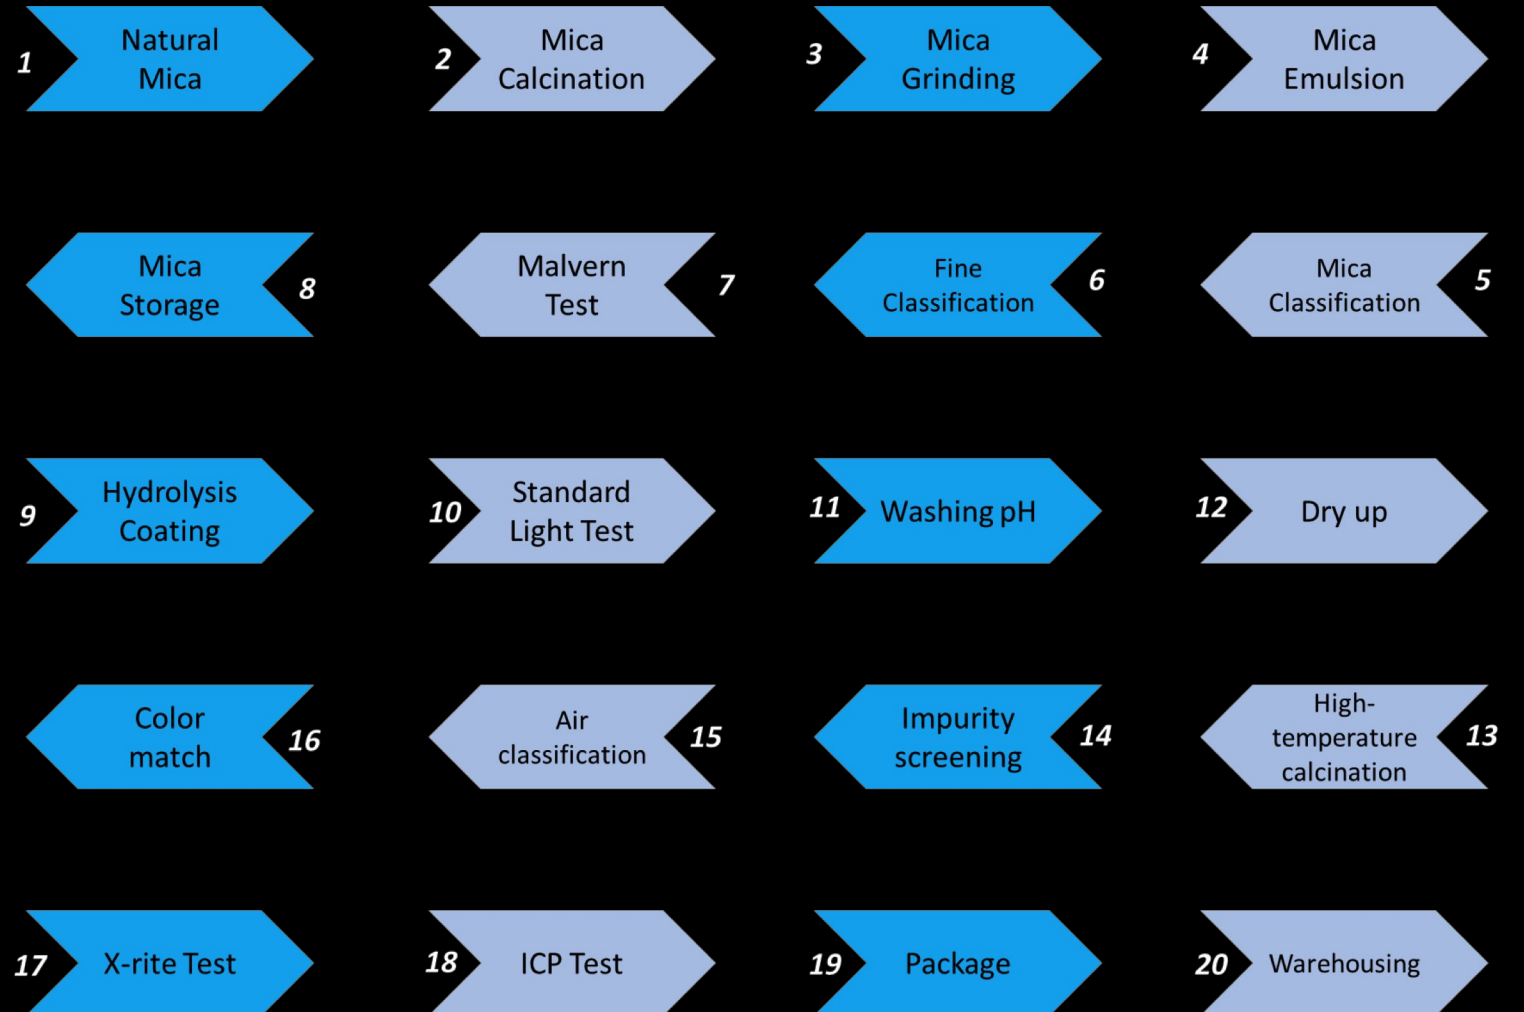 1
Natural
Mica
2
Mica
Calcination
3
Mica
Grinding
4
Mica
Emulsion
8
Mica
Storage
7
Malvern
Test
6
Fine
Classification
5
Mica
Classification
9
Hydrolysis
Coating
10
Standard
Light Test
11
Washing pH
12
Dry up
16
Color
match
15
Air
classification
14
Impurity
screening
13
High-
temperature
calcination
17
X-rite Test
18
ICP Test
19
Package
20
Warehousing